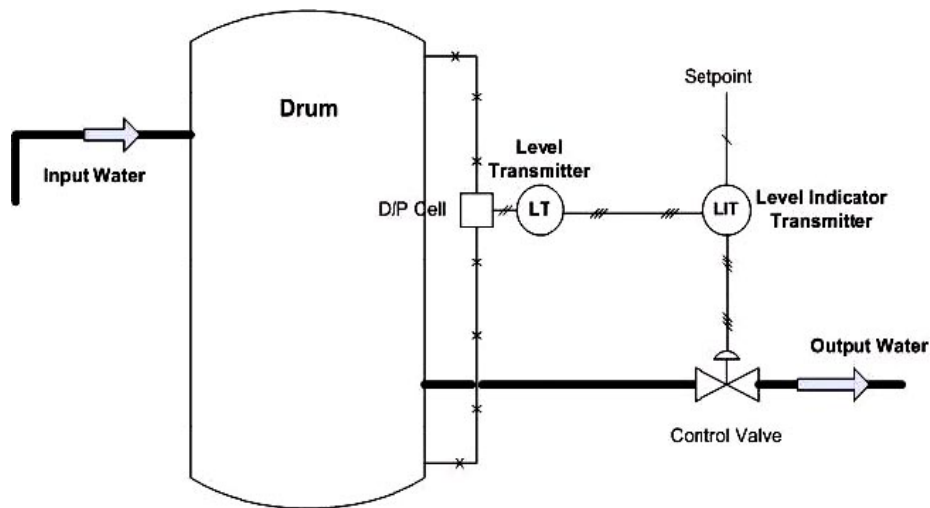 Drum
Setpoint
Input Water
Level
Transmitter
D/P Cell
LT
LIT
Level Indicator
Transmitter
Output Water
Control Valve